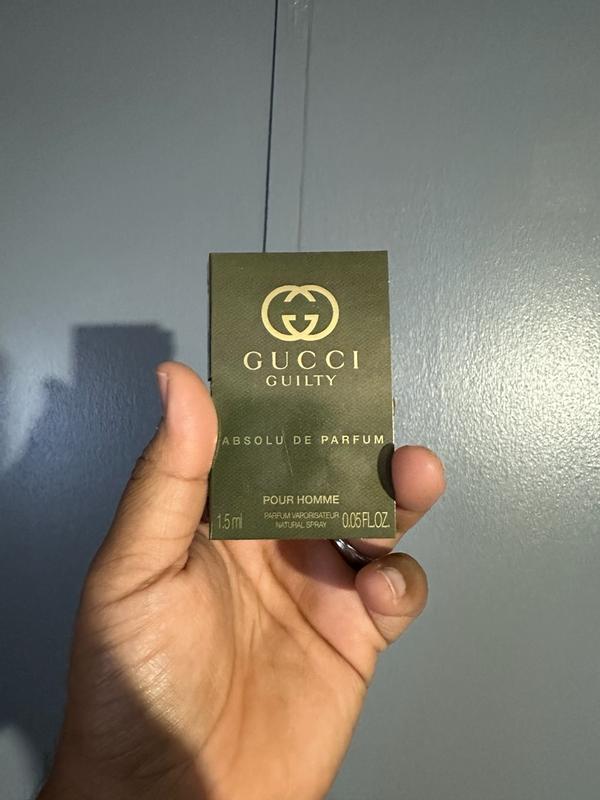 GUCCI
GUILTY
ABSOLU DE PARFUM
POUR HOMME
1.5 ml
PARFUM VAPORISATEUR
NATURAL SPRAY
0.05 FL.OZ.